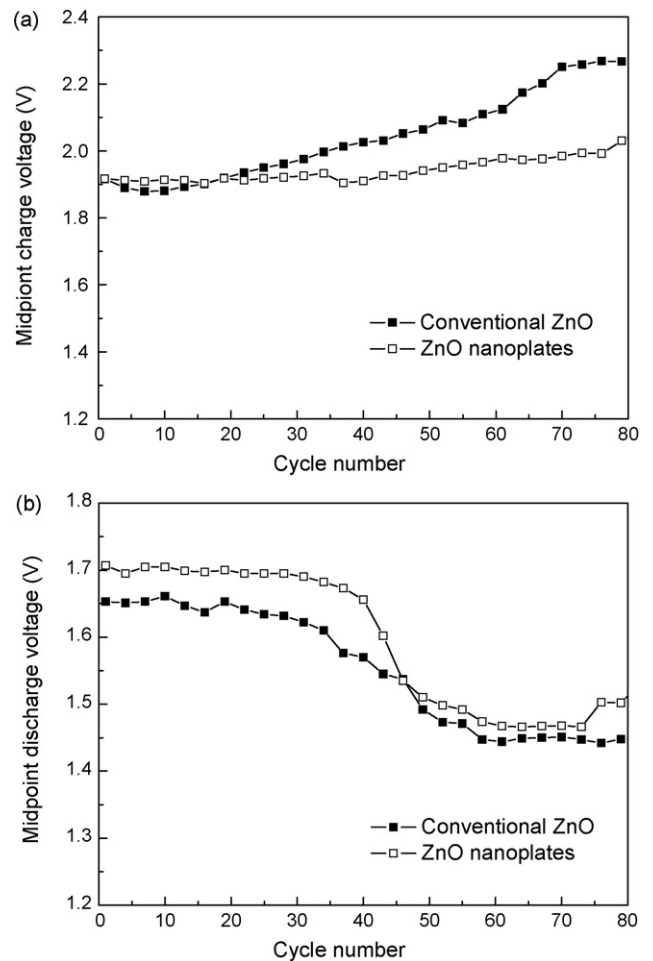 (a)
2.4
2.2
2.0
1.8
1.6
1.4
1.2
Midpiont charge voltage (V)
Conventional ZnO
ZnO nanoplates
0 10 20 30 40 50 60 70 80
Cycle number
(b)
1.8
1.7
1.6
1.5
1.4
1.3
1.2
Midpoint discharge voltage (V)
Conventional ZnO
ZnO nanoplates
0 10 20 30 40 50 60 70 80
Cycle number